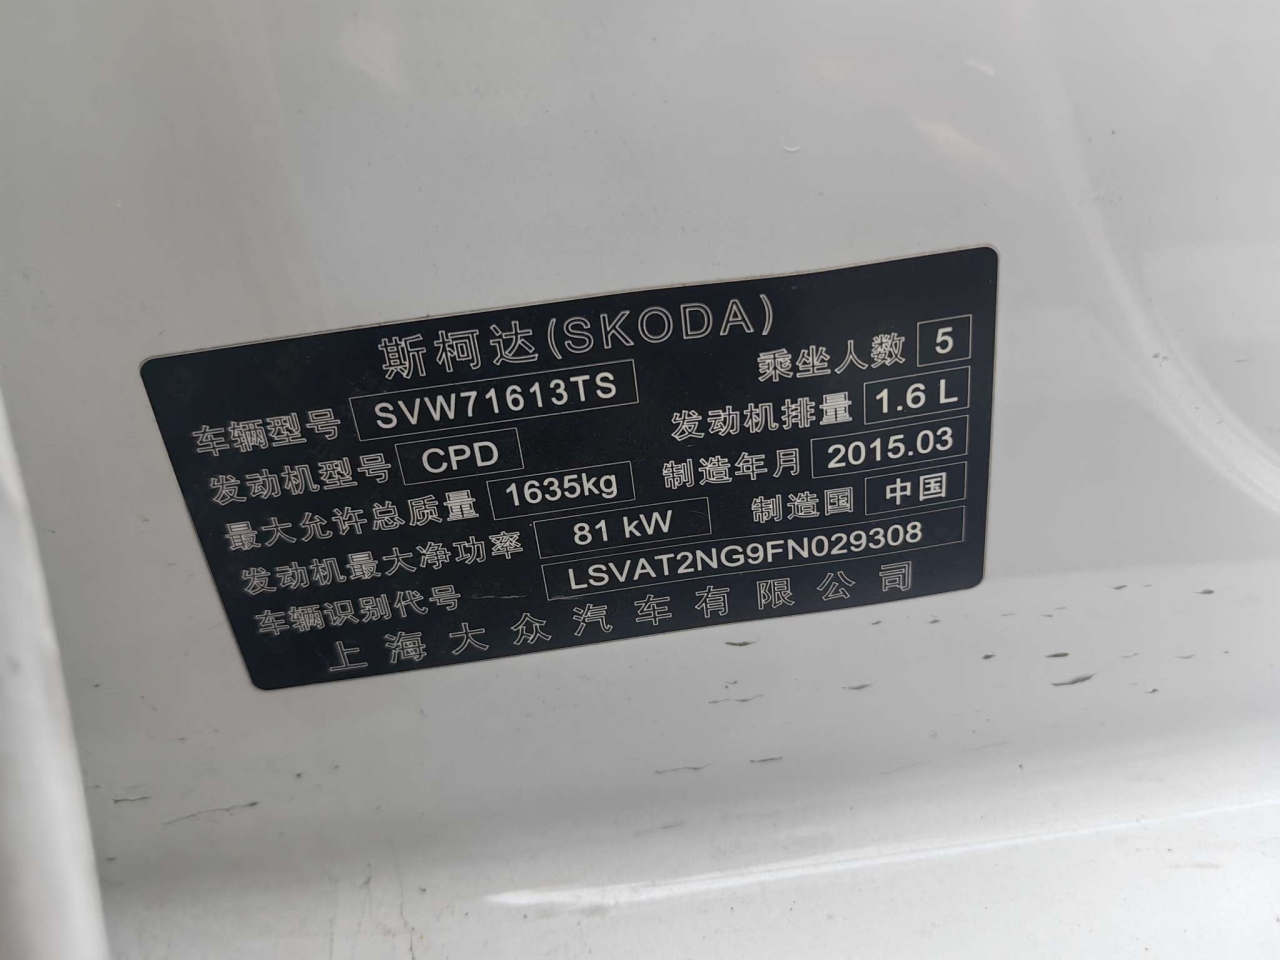 斯柯达(SKODA)
车辆型号 SVW71613TS 乘坐人数 5
发动机型号 CPD 发动机排量 1.6 L
最大允许总质量 1635kg 制造年月 2015.03
发动机最大净功率 81 kW 制造国 中国
车辆识别代号 LSVAT2NG9FN029308
上海大众汽车有限公司